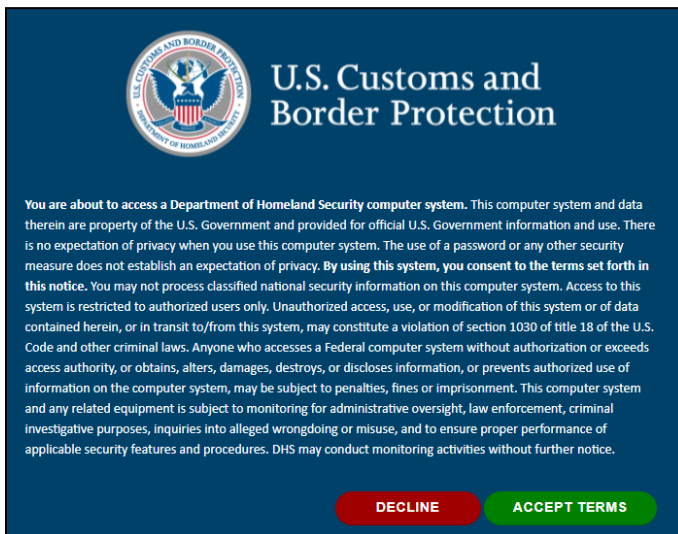 U.S. CUSTOMS AND BORDER PROTECTION
DEPARTMENT OF HOMELAND SECURITY
U.S. Customs and
Border Protection
You are about to access a Department of Homeland Security computer system. This computer system and data
therein are property of the U.S. Government and provided for official U.S. Government information and use. There
is no expectation of privacy when you use this computer system. The use of a password or any other security
measure does not establish an expectation of privacy. By using this system, you consent to the terms set forth in
this notice. You may not process classified national security information on this computer system. Access to this
system is restricted to authorized users only. Unauthorized access, use, or modification of this system or of data
contained herein, or in transit to/from this system, may constitute a violation of section 1030 of title 18 of the U.S.
Code and other criminal laws. Anyone who accesses a Federal computer system without authorization or exceeds
access authority, or obtains, alters, damages, destroys, or discloses information, or prevents authorized use of
information on the computer system, may be subject to penalties, fines or imprisonment. This computer system
and any related equipment is subject to monitoring for administrative oversight, law enforcement, criminal
investigative purposes, inquiries into alleged wrongdoing or misuse, and to ensure proper performance of
applicable security features and procedures. DHS may conduct monitoring activities without further notice.
DECLINE
ACCEPT TERMS